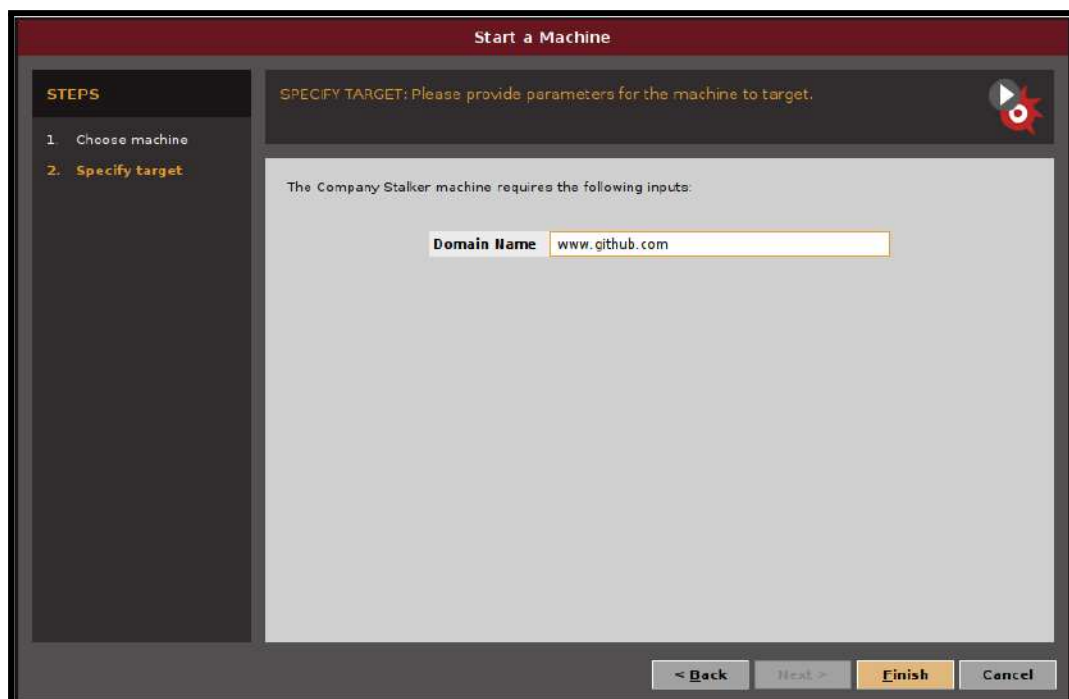 Start a Machine
STEPS
1. Choose machine
2. Specify target
SPECIFY TARGET: Please provide parameters for the machine to target.
The Company Stalker machine requires the following inputs:
Domain Name www.github.com
< Back Next > Finish Cancel